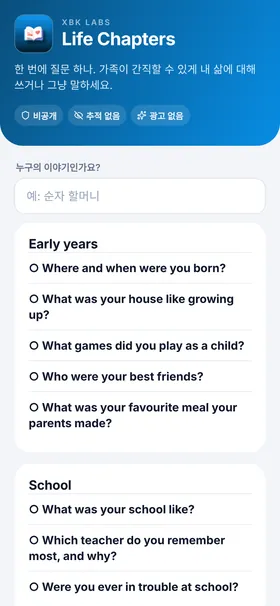 XBK LABS
Life Chapters
한 번에 질문 하나. 가족이 간직할 수 있게 내 삶에 대해
쓰거나 그냥 말하세요.
비공개
추적 없음
광고 없음
누구의 이야기인가요?
예: 순자 할머니
Early years
Where and when were you born?
What was your house like growing
up?
What games did you play as a child?
Who were your best friends?
What was your favourite meal your
parents made?
School
What was your school like?
Which teacher do you remember
most, and why?
Were you ever in trouble at school?